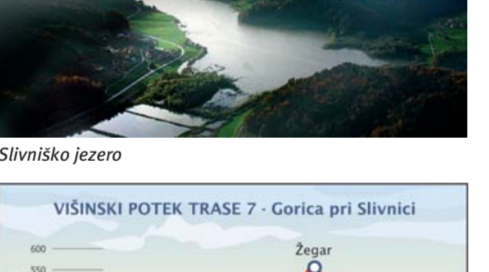 Slivniško jezero
VIŠINSKI POTEK TRASE 7 - Gorica pri Slivnici
600
Žegar
550